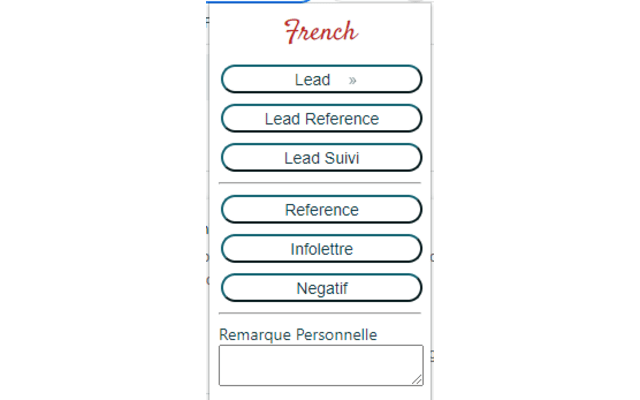 French
Lead »
Lead Reference
Lead Suivi
Reference
Infolettre
Negatif
Remarque Personnelle